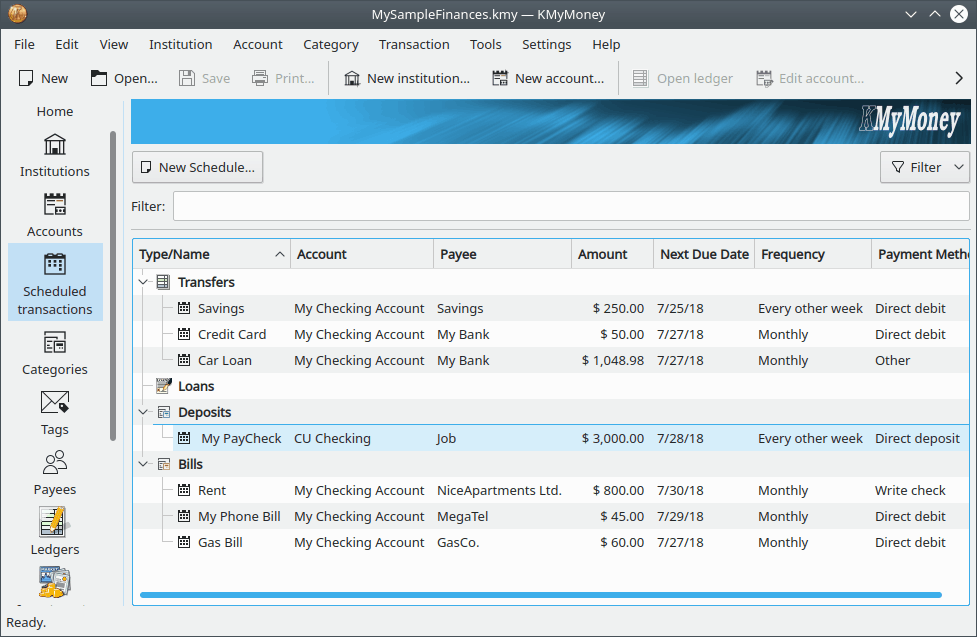 MySampleFinances.kmy — KMyMoney
File Edit View Institution Account Category Transaction Tools Settings Help
New Open... Save Print... New institution... New account... Open ledger Edit account...
Home
Institutions
Accounts
Scheduled
transactions
Categories
Tags
Payees
Ledgers
KMyMoney
New Schedule... Filter
Filter:
Type/Name Account Payee Amount Next Due Date Frequency Payment Metho
Transfers
Savings My Checking Account Savings $ 250.00 7/25/18 Every other week Direct debit
Credit Card My Checking Account My Bank $ 50.00 7/27/18 Monthly Direct debit
Car Loan My Checking Account My Bank $ 1,048.98 7/27/18 Monthly Other
Loans
Deposits
My PayCheck CU Checking Job $ 3,000.00 7/28/18 Every other week Direct deposit
Bills
Rent My Checking Account NiceApartments Ltd. $ 800.00 7/30/18 Monthly Write check
My Phone Bill My Checking Account MegaTel $ 45.00 7/29/18 Monthly Direct debit
Gas Bill My Checking Account GasCo. $ 60.00 7/27/18 Monthly Direct debit
Ready.